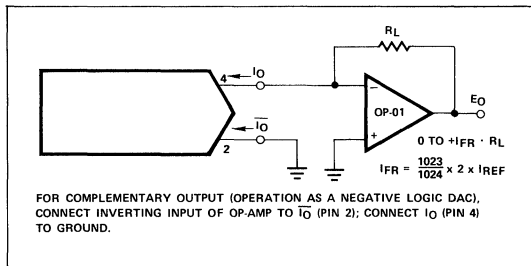 RL
4
IO
−
OP-01
EO
IO
+
2
0 TO +IFR · RL
IFR = 1023/1024 x 2 x IREF
FOR COMPLEMENTARY OUTPUT (OPERATION AS A NEGATIVE LOGIC DAC),
CONNECT INVERTING INPUT OF OP-AMP TO I̅O̅ (PIN 2); CONNECT IO (PIN 4)
TO GROUND.